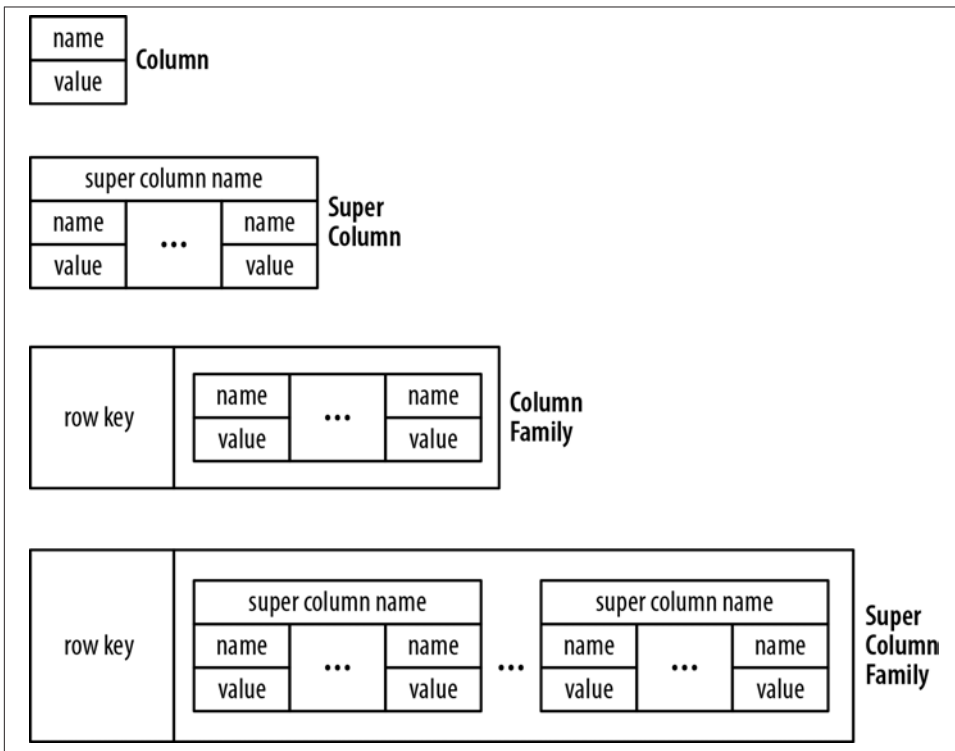 name
value
Column
super column name
name ... name
value value
Super
Column
row key
name ... name
value value
Column
Family
row key
super column name ... super column name
name ... name name ... name
value value value value
Super
Column
Family